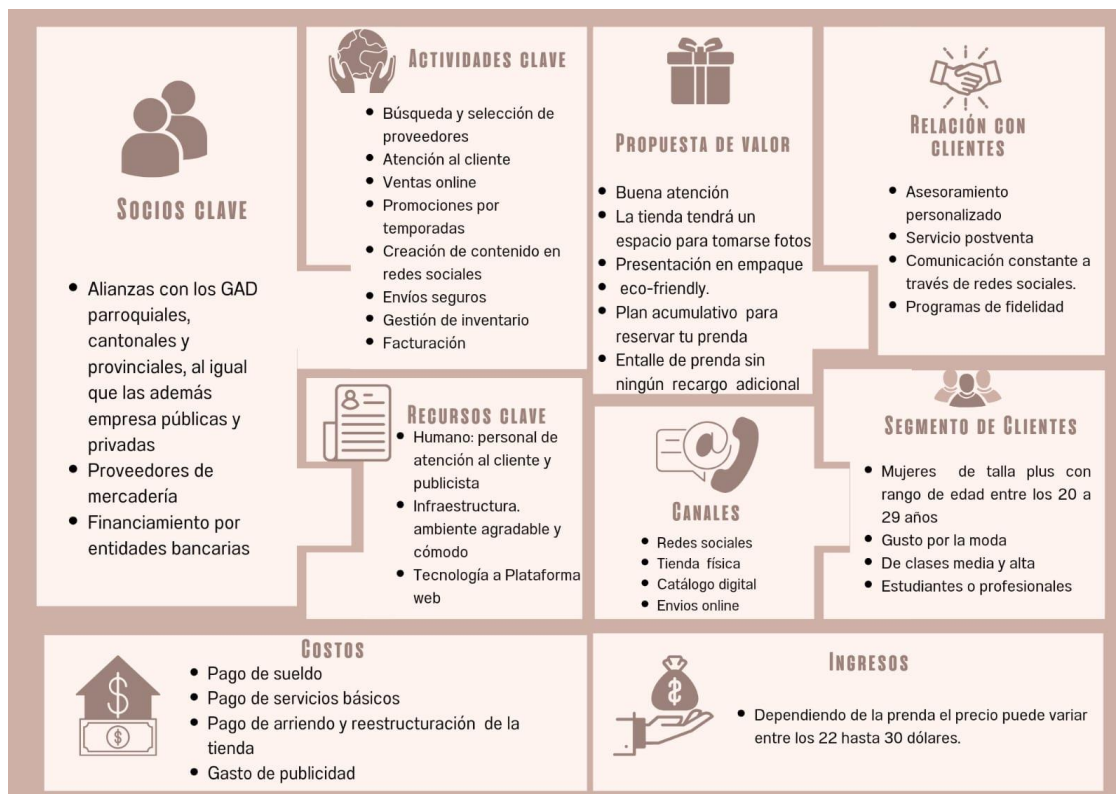 SOCIOS CLAVE
• Alianzas con los GAD
parroquiales,
cantonales y
provinciales, al igual
que las además
empresa públicas y
privadas
• Proveedores de
mercadería
• Financiamiento por
entidades bancarias
ACTIVIDADES CLAVE
• Búsqueda y selección de
proveedores
• Atención al cliente
• Ventas online
• Promociones por
temporadas
• Creación de contenido en
redes sociales
• Envíos seguros
• Gestión de inventario
• Facturación
RECURSOS CLAVE
• Humano: personal de
atención al cliente y
publicista
• Infraestructura.
ambiente agradable y
cómodo
• Tecnología a Plataforma
web
PROPUESTA DE VALOR
• Buena atención
• La tienda tendrá un
espacio para tomarse fotos
• Presentación en empaque
• eco-friendly.
• Plan acumulativo para
reservar tu prenda
• Entalle de prenda sin
ningún recargo adicional
CANALES
• Redes sociales
• Tienda física
• Catálogo digital
• Envios online
RELACIÓN CON
CLIENTES
• Asesoramiento
personalizado
• Servicio postventa
• Comunicación constante a
través de redes sociales.
• Programas de fidelidad
SEGMENTO DE CLIENTES
• Mujeres de talla plus con
rango de edad entre los 20 a
29 años
• Gusto por la moda
• De clases media y alta
• Estudiantes o profesionales
COSTOS
• Pago de sueldo
• Pago de servicios básicos
• Pago de arriendo y reestructuración de la
tienda
• Gasto de publicidad
INGRESOS
• Dependiendo de la prenda el precio puede variar
entre los 22 hasta 30 dólares.